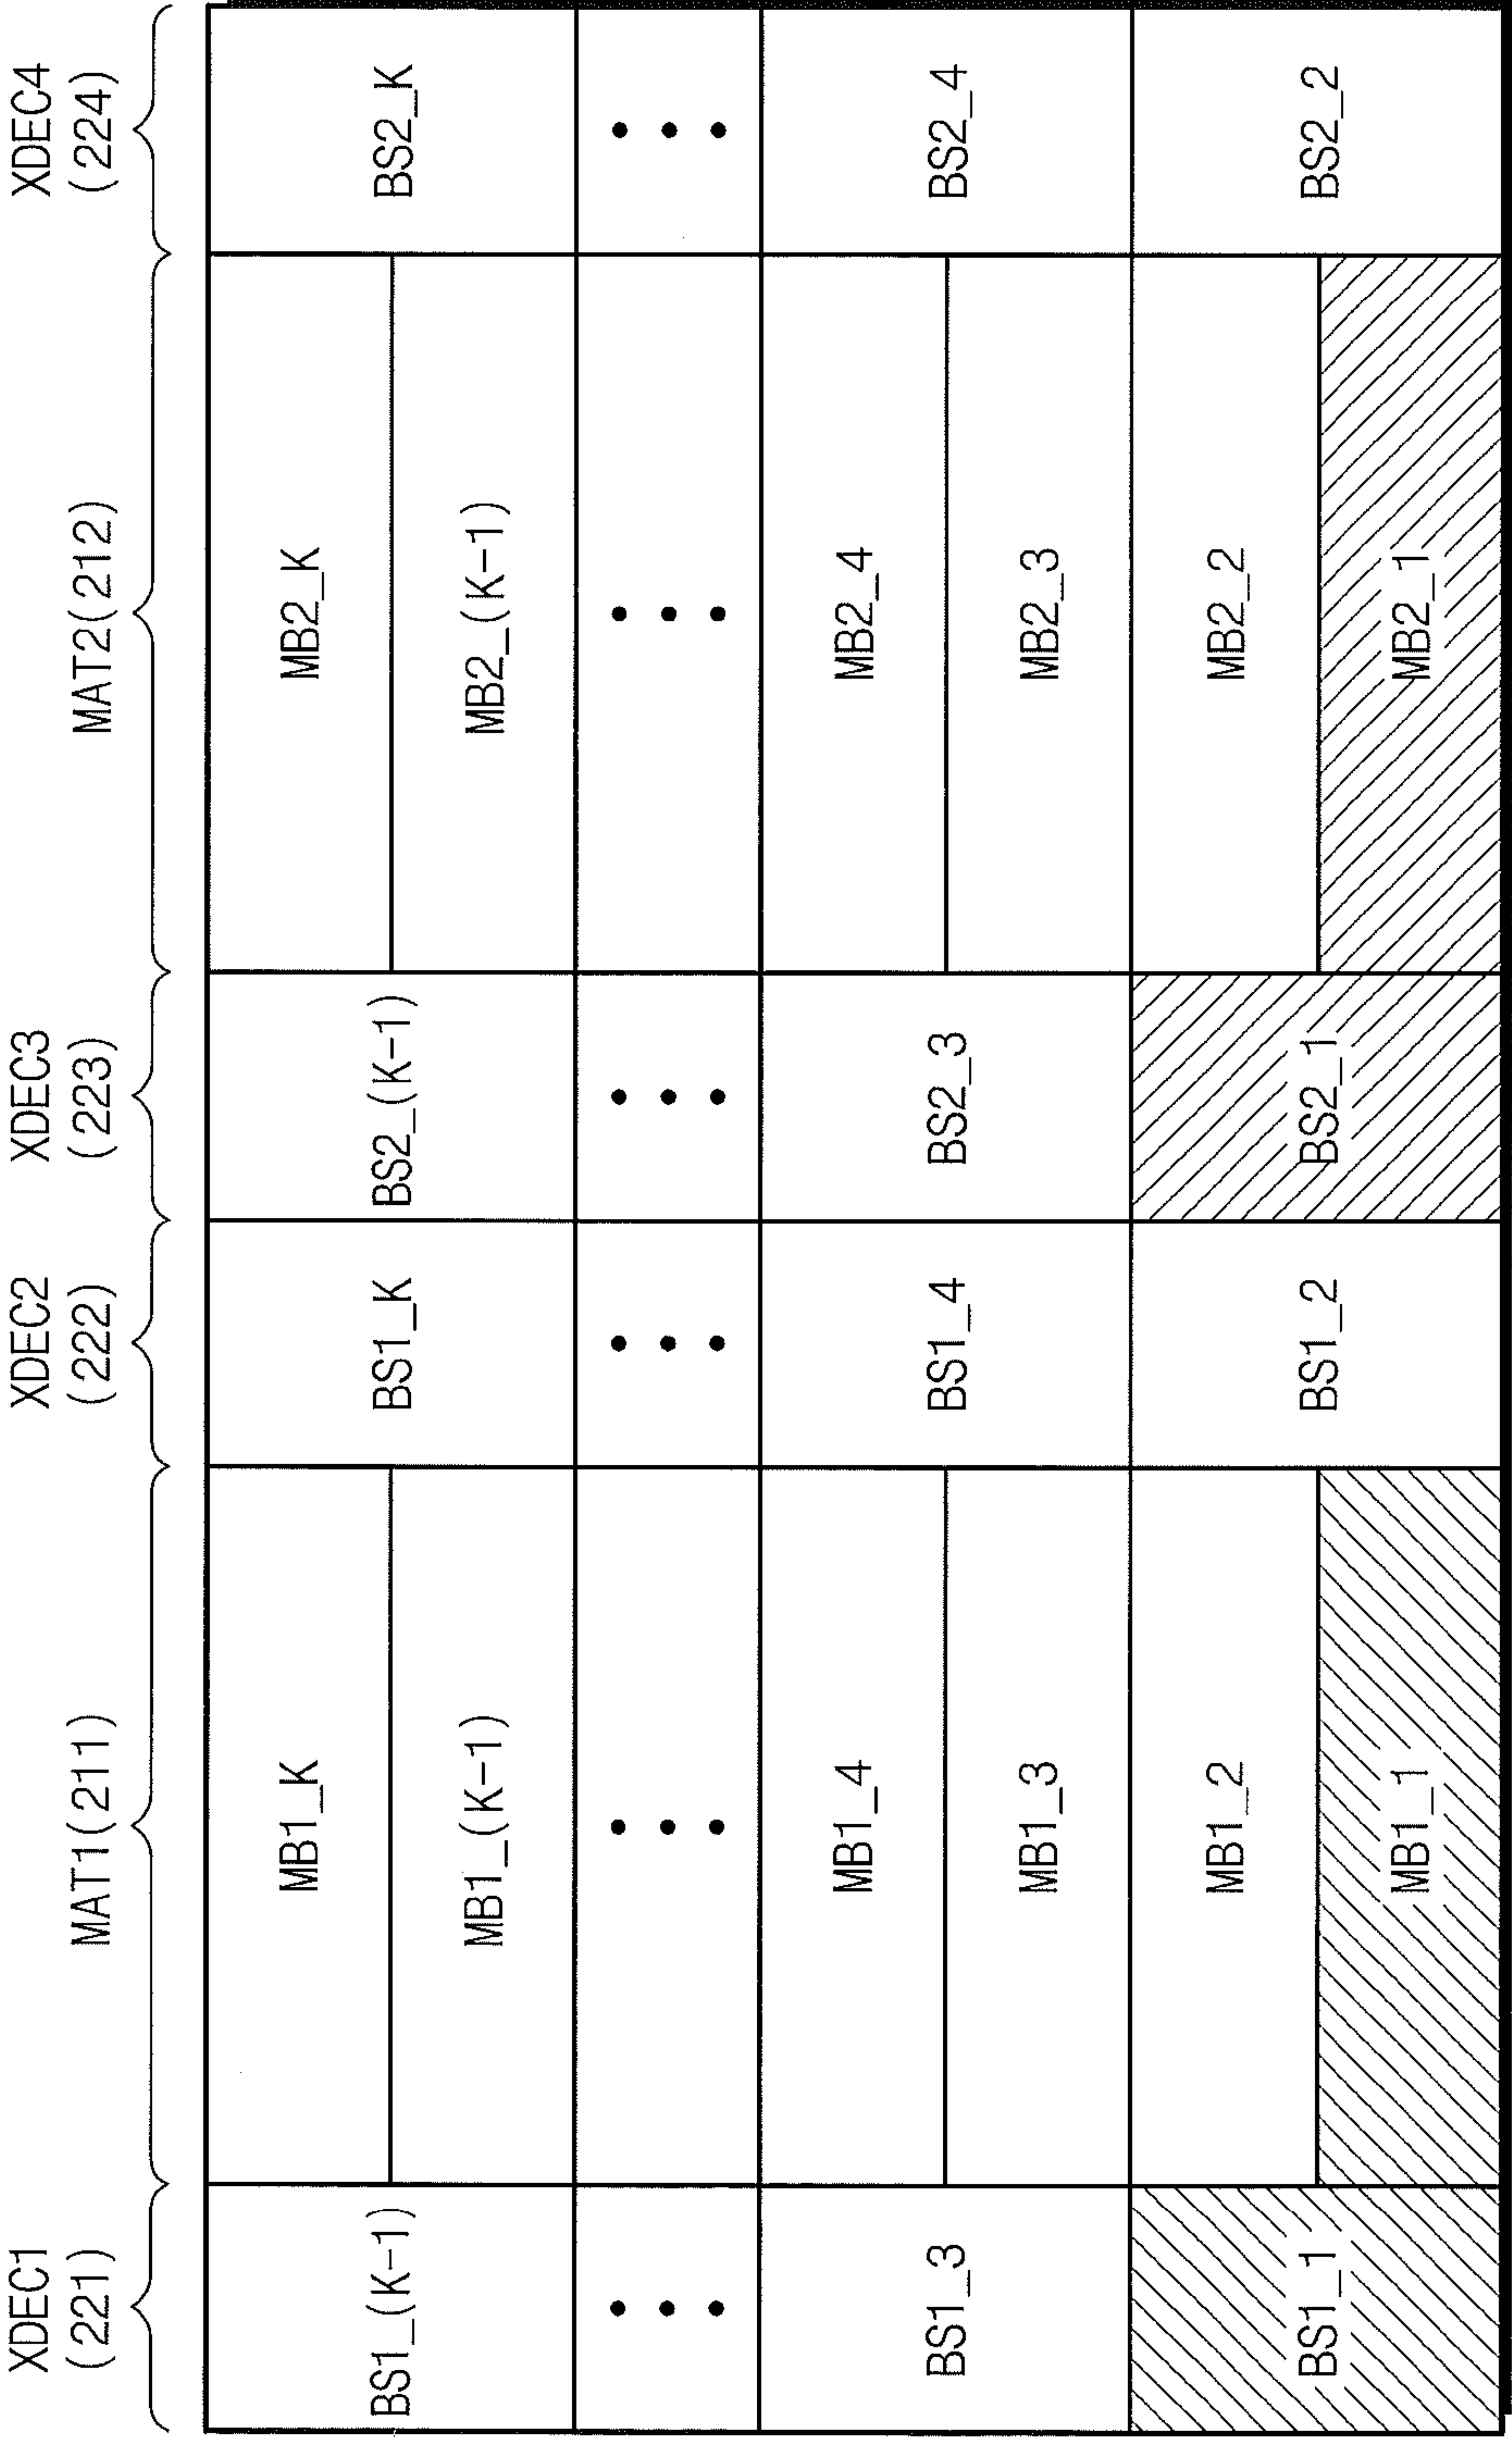 XDEC1
(221)
MAT1(211)
XDEC2
(222)
XDEC3
(223)
MAT2(212)
XDEC4
(224)
BS1_(K-1)
MB1_K
MB1_(K-1)
BS1_K
BS2_(K-1)
MB2_K
MB2_(K-1)
BS2_K
BS1_3
MB1_4
MB1_3
BS1_4
BS2_3
MB2_4
MB2_3
BS2_4
BS1_1
MB1_2
MB1_1
BS1_2
BS2_1
MB2_2
MB2_1
BS2_2